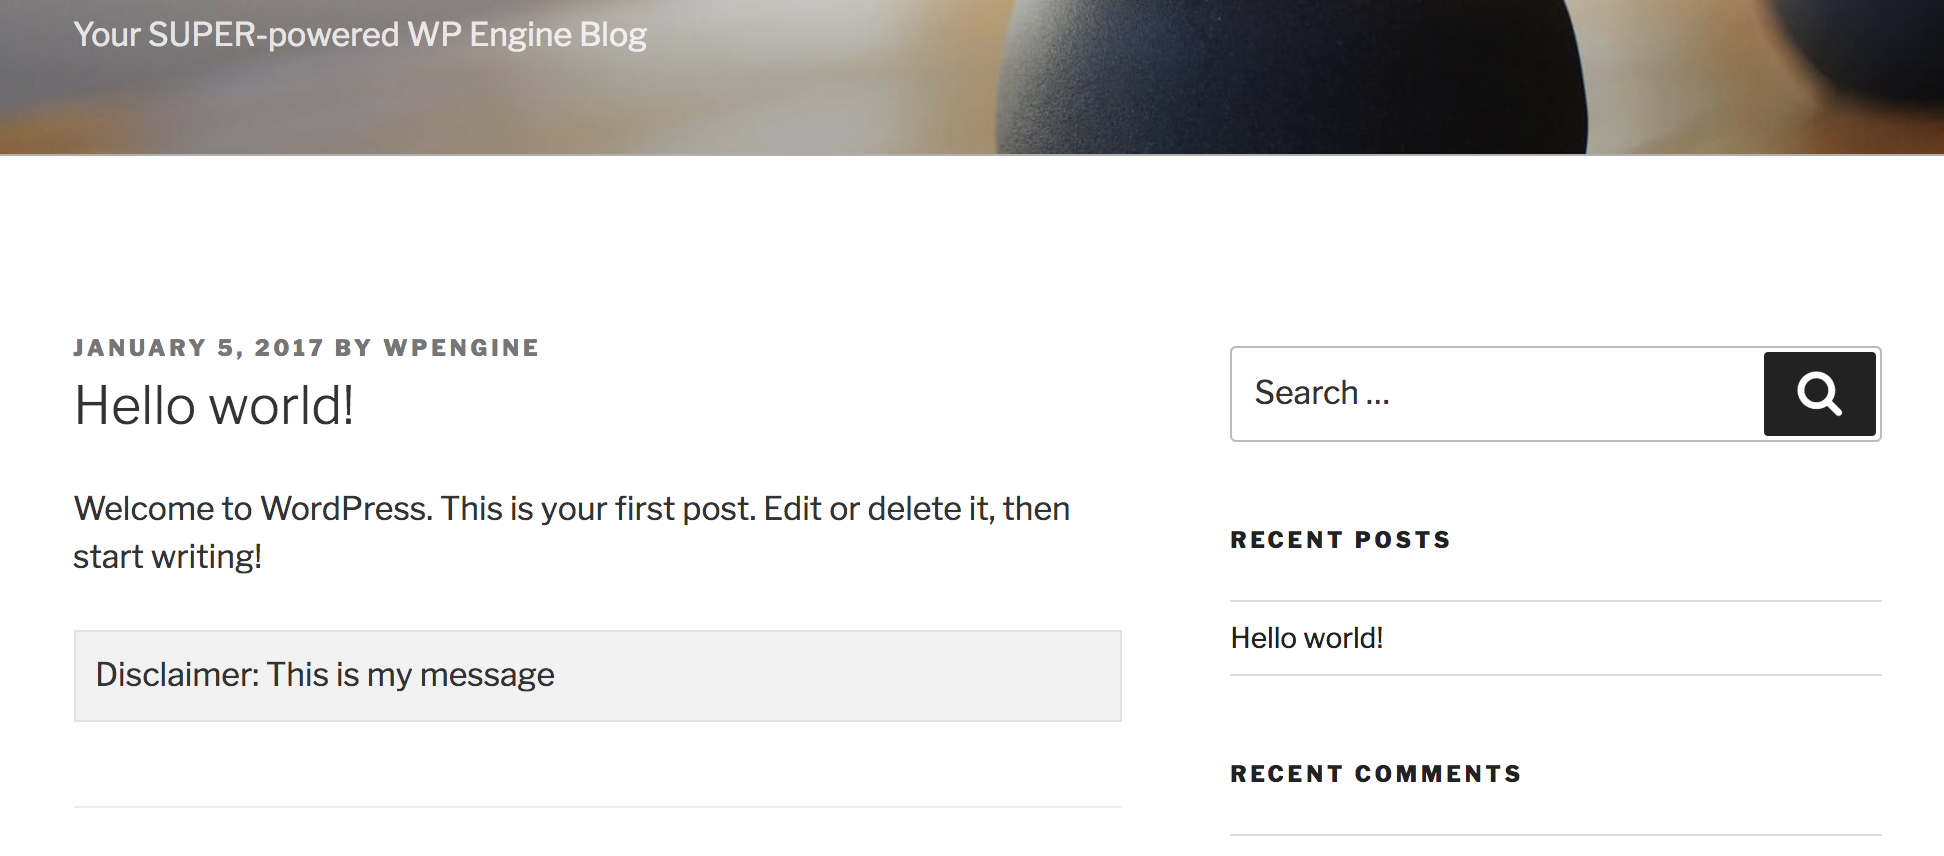 Your SUPER-powered WP Engine Blog
JANUARY 5, 2017 BY WPENGINE
Hello world!
Welcome to WordPress. This is your first post. Edit or delete it, then
start writing!
Disclaimer: This is my message
Search ...
RECENT POSTS
Hello world!
RECENT COMMENTS